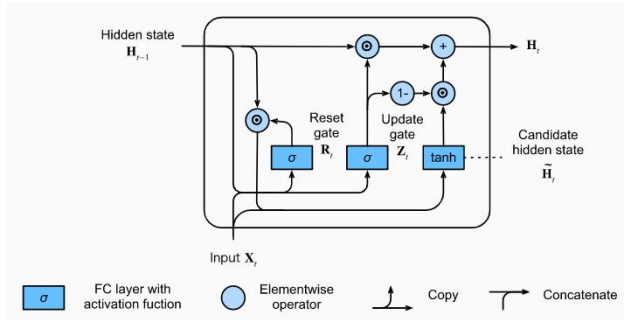 Hidden state
H_{t−1}
H_t
+
1-
Reset
gate
R_t
Update
gate
Z_t
σ
σ
tanh
Candidate
hidden state
H̃_t
Input X_t
σ
FC layer with
activation fuction
Elementwise
operator
Copy
Concatenate